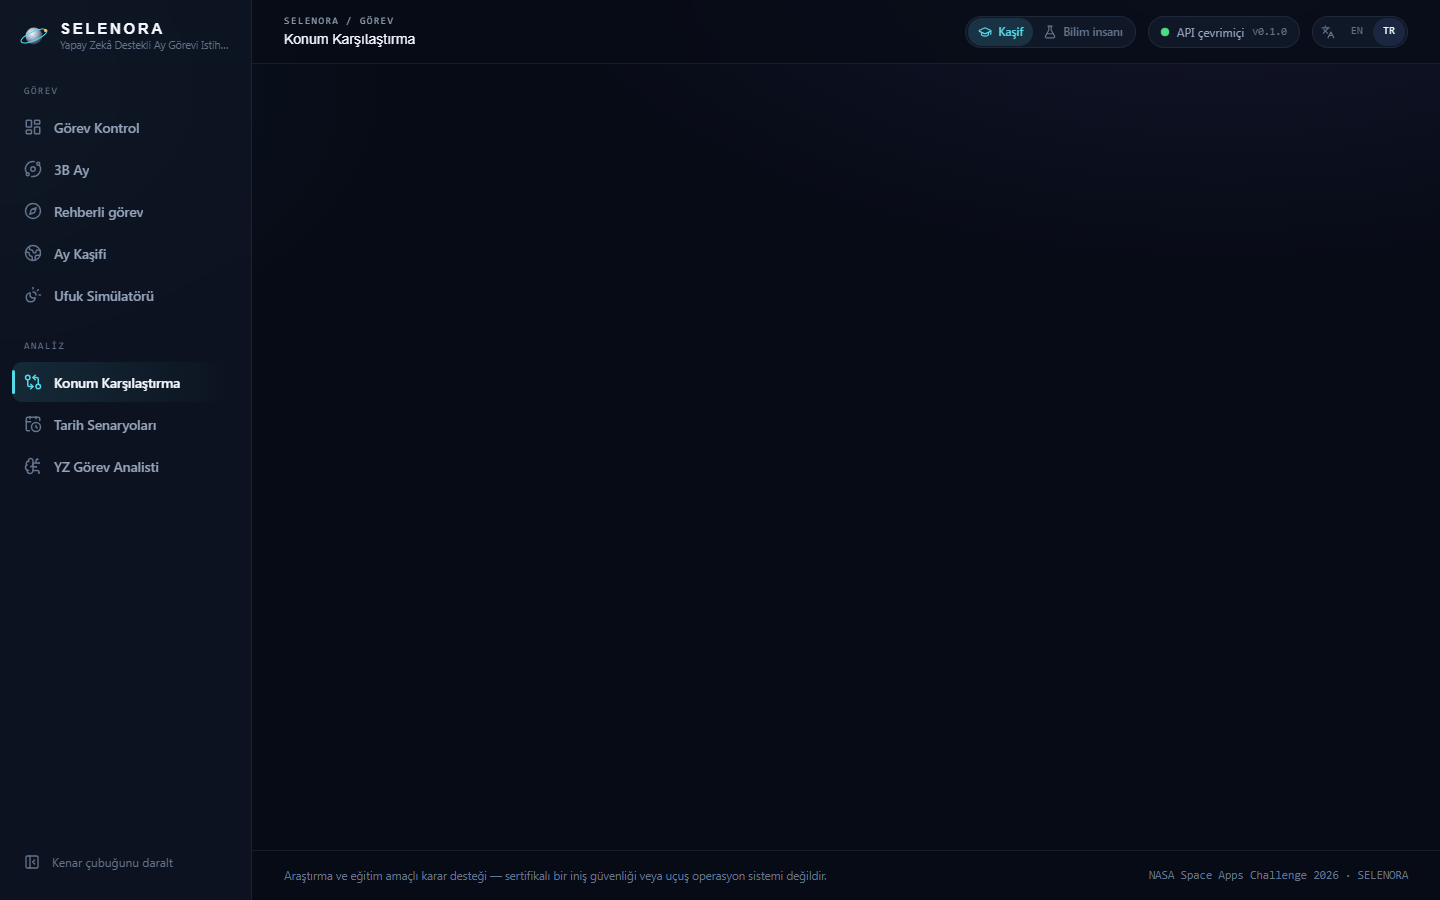 SELENORA
Yapay Zekâ Destekli Ay Görevi İstih...
GÖREV
Görev Kontrol
3B Ay
Rehberli görev
Ay Kaşifi
Ufuk Simülatörü
ANALİZ
Konum Karşılaştırma
Tarih Senaryoları
YZ Görev Analisti
Kenar çubuğunu daralt
SELENORA / GÖREV
Konum Karşılaştırma
Kaşif
Bilim insanı
API çevrimiçi v0.1.0
EN
TR
Araştırma ve eğitim amaçlı karar desteği — sertifikalı bir iniş güvenliği veya uçuş operasyon sistemi değildir.
NASA Space Apps Challenge 2026 · SELENORA